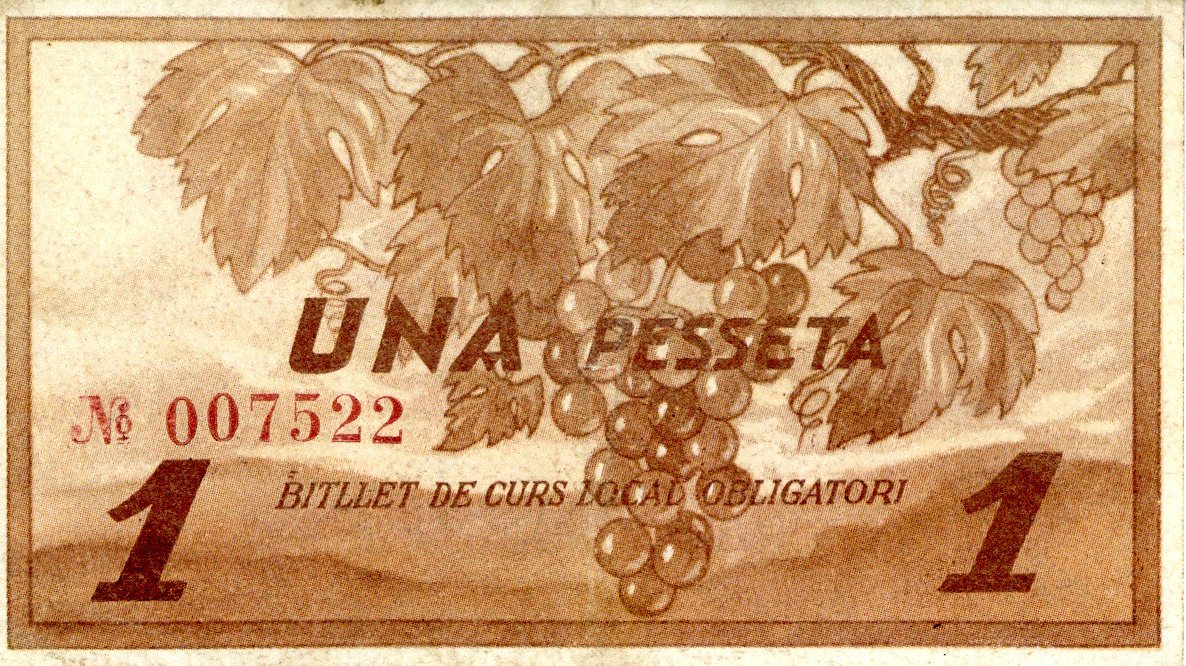 UNA PESSETA
Nº 007522
1 1
BITLLET DE CURS LOCAL OBLIGATORI